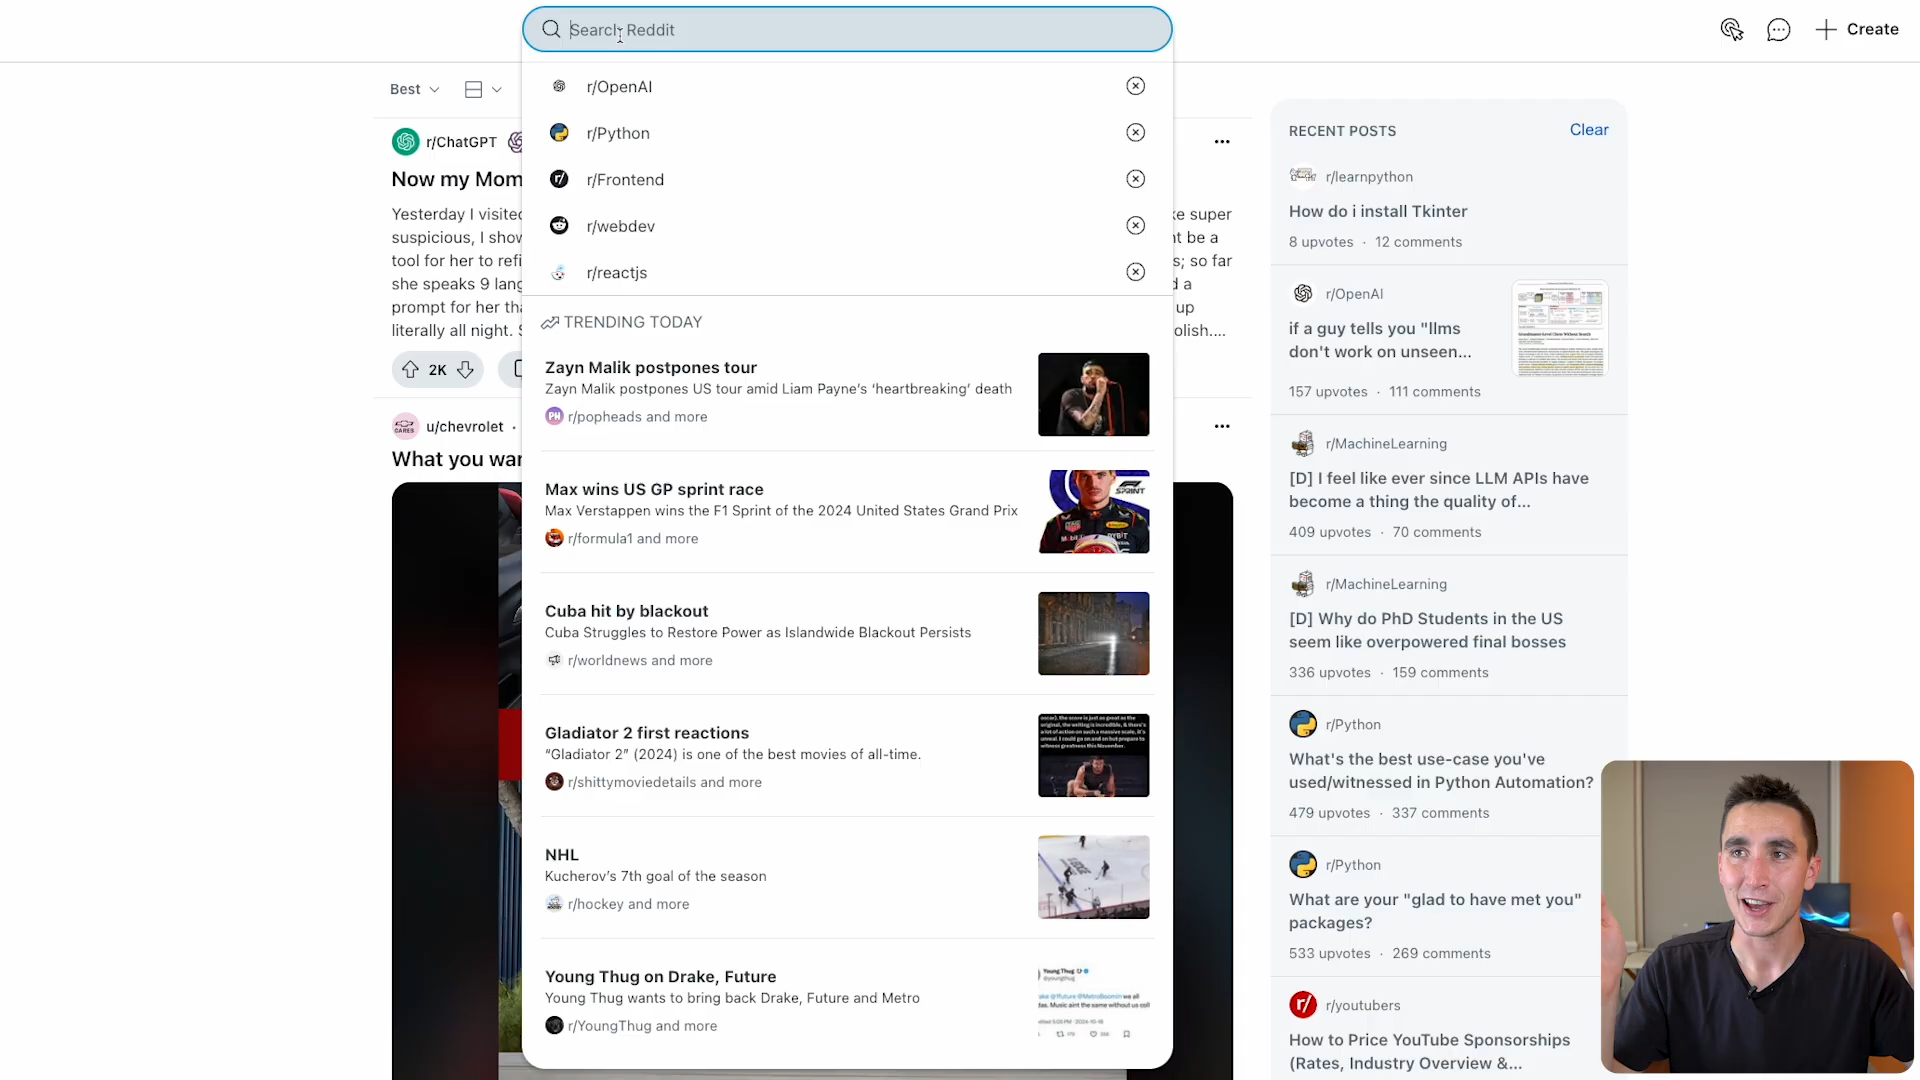 Search Reddit
Create
Best
r/OpenAI
r/Python
r/Frontend
r/webdev
r/reactjs
r/ChatGPT
Now my Mom
Yesterday I visited
suspicious, I show
tool for her to refi
she speaks 9 lang
prompt for her tha
literally all night. S
ke super
nt be a
s; so far
d a
up
olish....
2K
u/chevrolet ·
What you wan
TRENDING TODAY
Zayn Malik postpones tour
Zayn Malik postpones US tour amid Liam Payne's ‘heartbreaking’ death
PH r/popheads and more
Max wins US GP sprint race
Max Verstappen wins the F1 Sprint of the 2024 United States Grand Prix
r/formula1 and more
SPRINT
Cuba hit by blackout
Cuba Struggles to Restore Power as Islandwide Blackout Persists
r/worldnews and more
Gladiator 2 first reactions
“Gladiator 2” (2024) is one of the best movies of all-time.
r/shittymoviedetails and more
NHL
Kucherov’s 7th goal of the season
r/hockey and more
Young Thug on Drake, Future
Young Thug wants to bring back Drake, Future and Metro
r/YoungThug and more
Young Thug
RECENT POSTS
Clear
r/learnpython
How do i install Tkinter
8 upvotes · 12 comments
r/OpenAI
if a guy tells you "llms
don't work on unseen...
157 upvotes · 111 comments
r/MachineLearning
[D] I feel like ever since LLM APIs have
become a thing the quality of...
409 upvotes · 70 comments
r/MachineLearning
[D] Why do PhD Students in the US
seem like overpowered final bosses
336 upvotes · 159 comments
r/Python
What's the best use-case you've
used/witnessed in Python Automation?
479 upvotes · 337 comments
r/Python
What are your "glad to have met you"
packages?
533 upvotes · 269 comments
r/ r/youtubers
How to Price YouTube Sponsorships
(Rates, Industry Overview &...